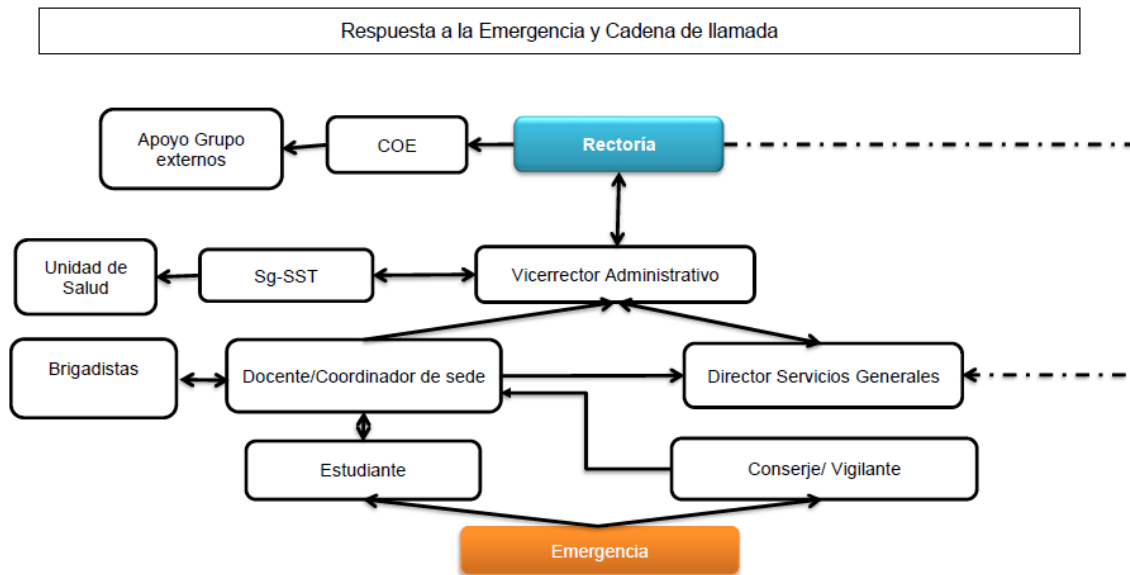 Respuesta a la Emergencia y Cadena de llamada
Apoyo Grupo
externos
COE
Rectoría
Unidad de
Salud
Sg-SST
Vicerrector Administrativo
Brigadistas
Docente/Coordinador de sede
Director Servicios Generales
Estudiante
Conserje/ Vigilante
Emergencia